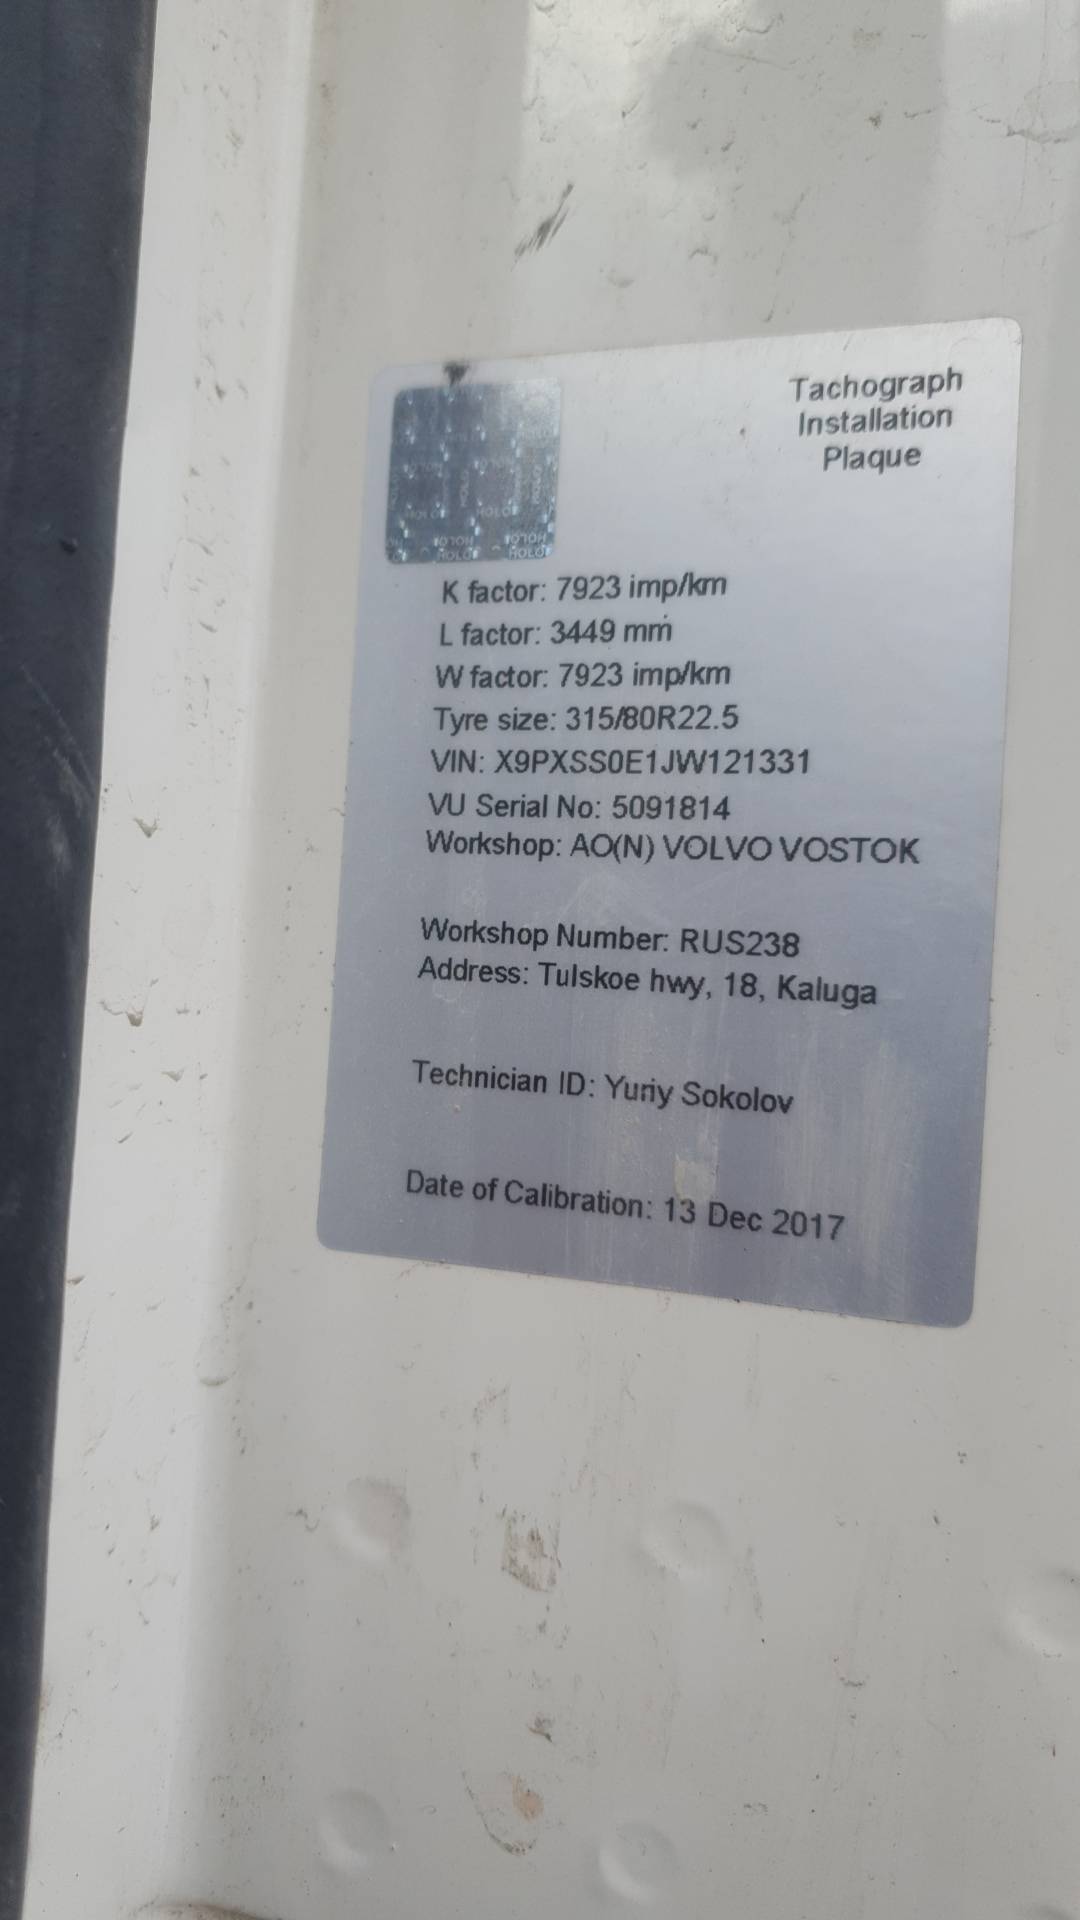 Tachograph
Installation
Plaque
HOLO
K factor: 7923 imp/km
L factor: 3449 mm
W factor: 7923 imp/km
Tyre size: 315/80R22.5
VIN: X9PXSS0E1JW121331
VU Serial No: 5091814
Workshop: AO(N) VOLVO VOSTOK
Workshop Number: RUS238
Address: Tulskoe hwy, 18, Kaluga
Technician ID: Yuriy Sokolov
Date of Calibration: 13 Dec 2017